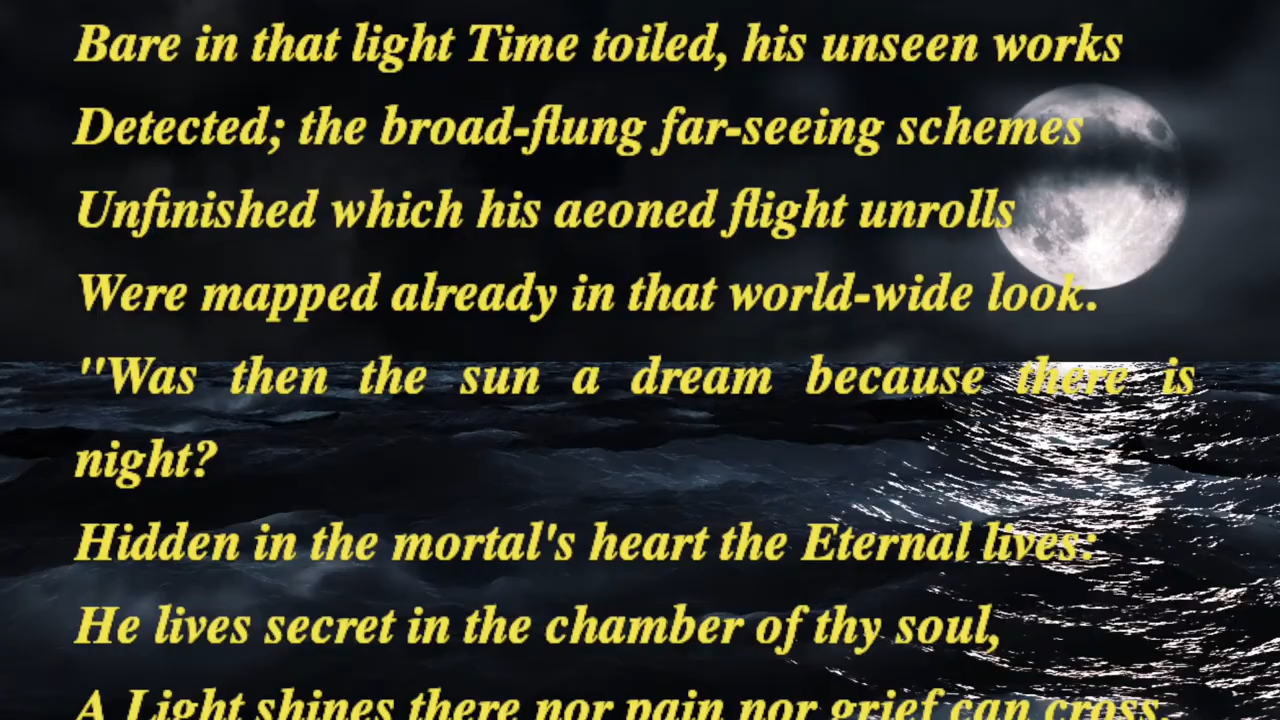 Bare in that light Time toiled, his unseen works
Detected; the broad-flung far-seeing schemes
Unfinished which his aeoned flight unrolls
Were mapped already in that world-wide look.
"Was then the sun a dream because there is
night?
Hidden in the mortal's heart the Eternal lives:
He lives secret in the chamber of thy soul,
A Light shines there nor pain nor grief can cross.